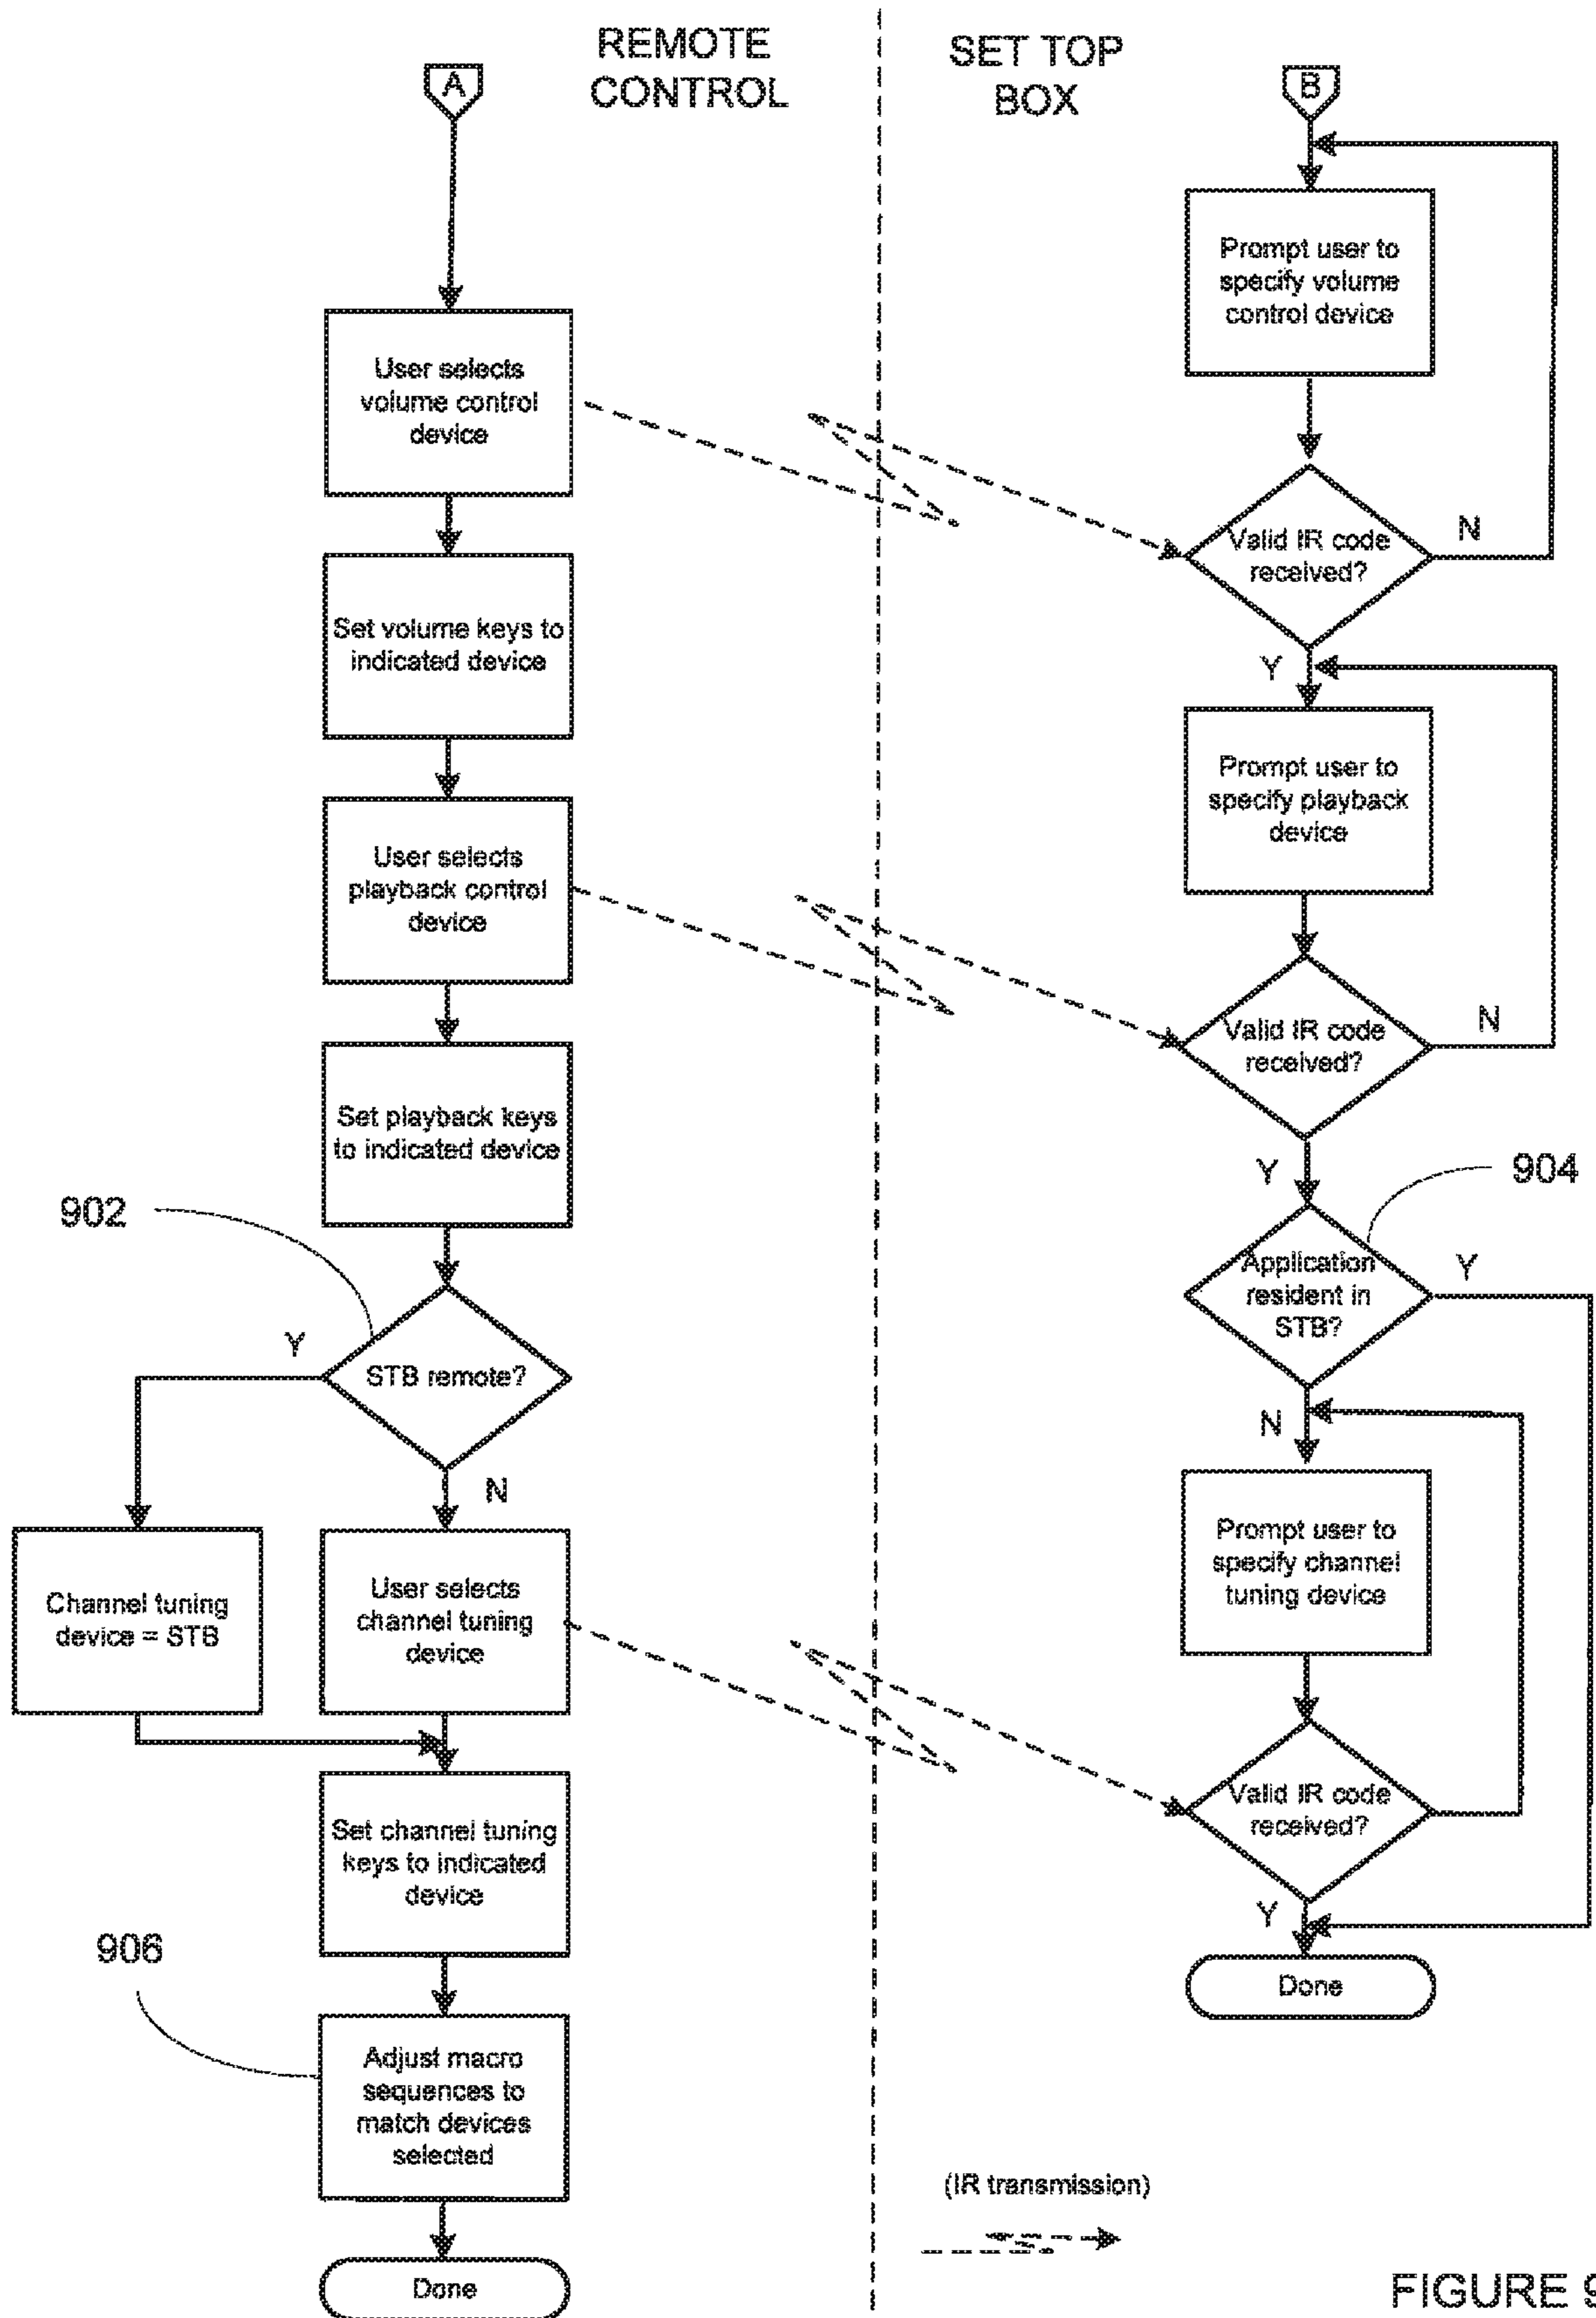 REMOTE
CONTROL
SET TOP
BOX
A
User selects
volume control
device
Set volume keys to
indicated device
User selects
playback control
device
Set playback keys
to indicated device
902
STB remote?
Y
N
Channel tuning
device = STB
User selects
channel tuning
device
Set channel tuning
keys to indicated
device
906
Adjust macro
sequences to
match devices
selected
Done
B
Prompt user to
specify volume
control device
Valid IR code
received?
N
Y
Prompt user to
specify playback
device
Valid IR code
received?
N
Y
904
Application
resident in
STB?
Y
N
Prompt user to
specify channel
tuning device
Valid IR code
received?
Y
Done
(IR transmission)
FIGURE 9